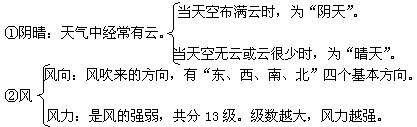 当天空布满云时，为“阴天”。
①阴晴：天气中经常有云。
当天空无云或云很少时，为“晴天”。
风向：风吹来的方向，有“东、西、南、北”四个基本方向。
②风
风力：是风的强弱，共分 13 级。级数越大，风力越强。